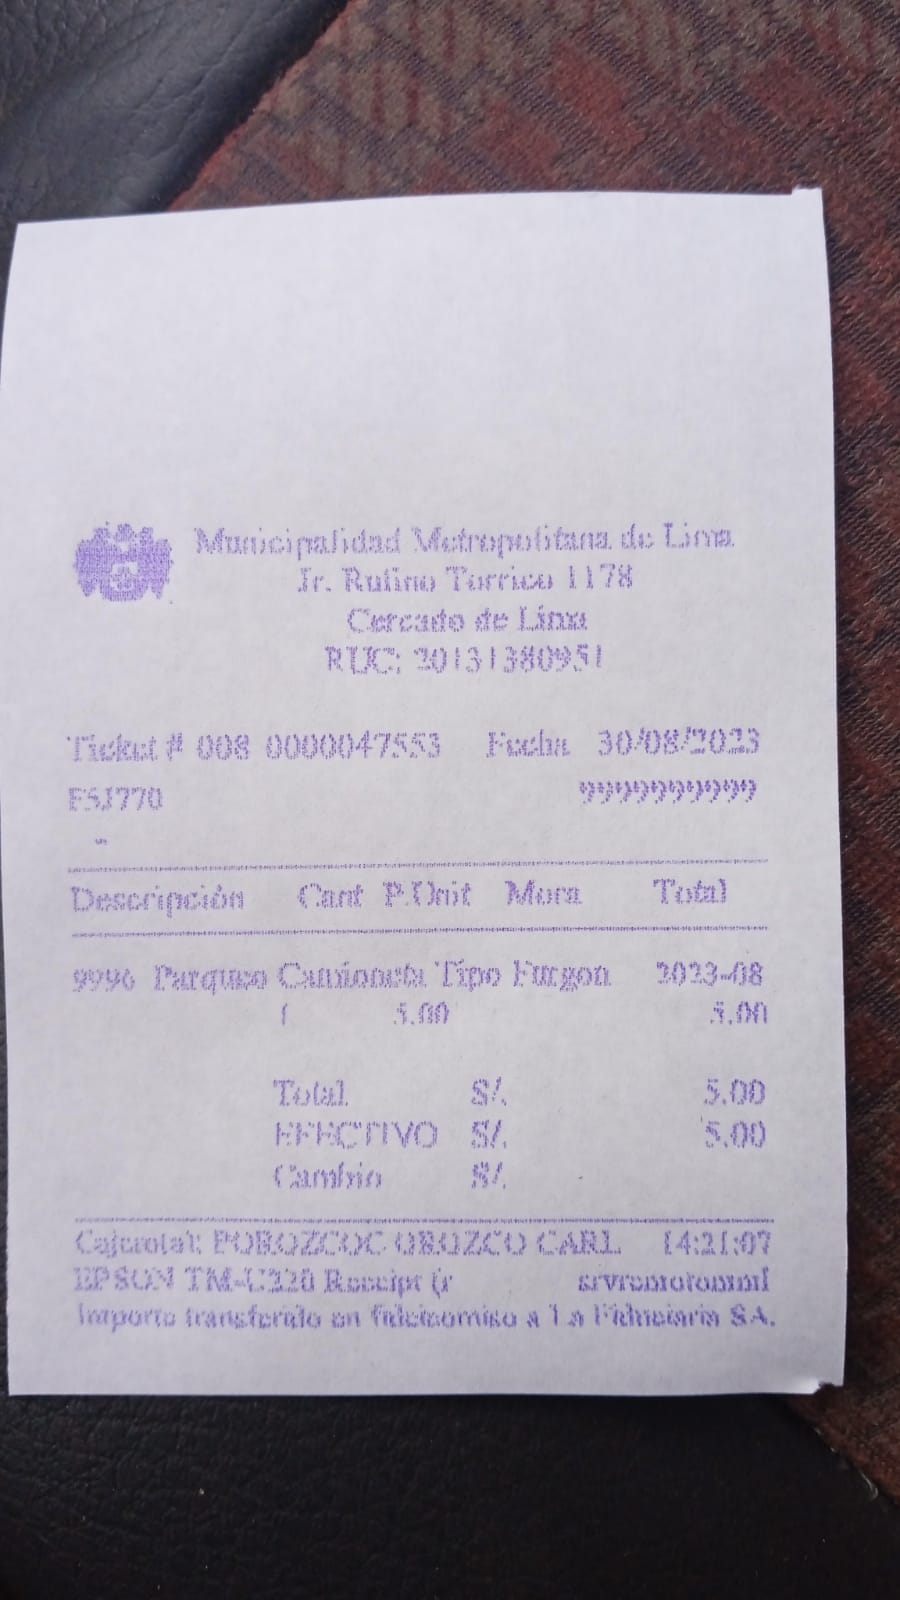 Municipalidad Metropolitana de Lima
Jr. Rufino Torrico 1178
Cercado de Lima
RUC: 20131380951
Ticket # 008 0000047553 Fecha 30/08/2023
F5J770 9999999999
-
Descripción Cant P.Unit Mora Total
9996 Parqueo Camioneta Tipo Furgon 2023-08
1 5.00 5.00
Total S/. 5.00
EFECTIVO S/. 5.00
Cambio S/.
Cajero(a): POROZCOC OROZCO CARL 14:21:07
EPSON TM-U220 Receipt (r srvremotomml
Importe transferido en fideicomiso a La Fiduciaria SA.